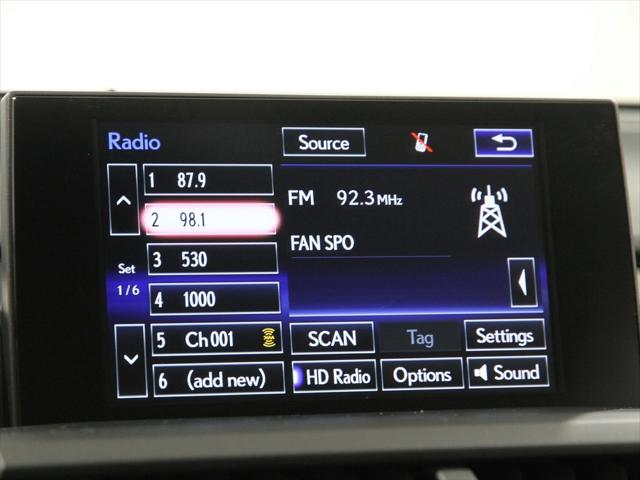 Radio
Source
1 87.9
2 98.1
3 530
4 1000
5 Ch 001
6 (add new)
Set
1/6
FM 92.3 MHz
FAN SPO
SCAN
Tag
Settings
HD Radio
Options
Sound